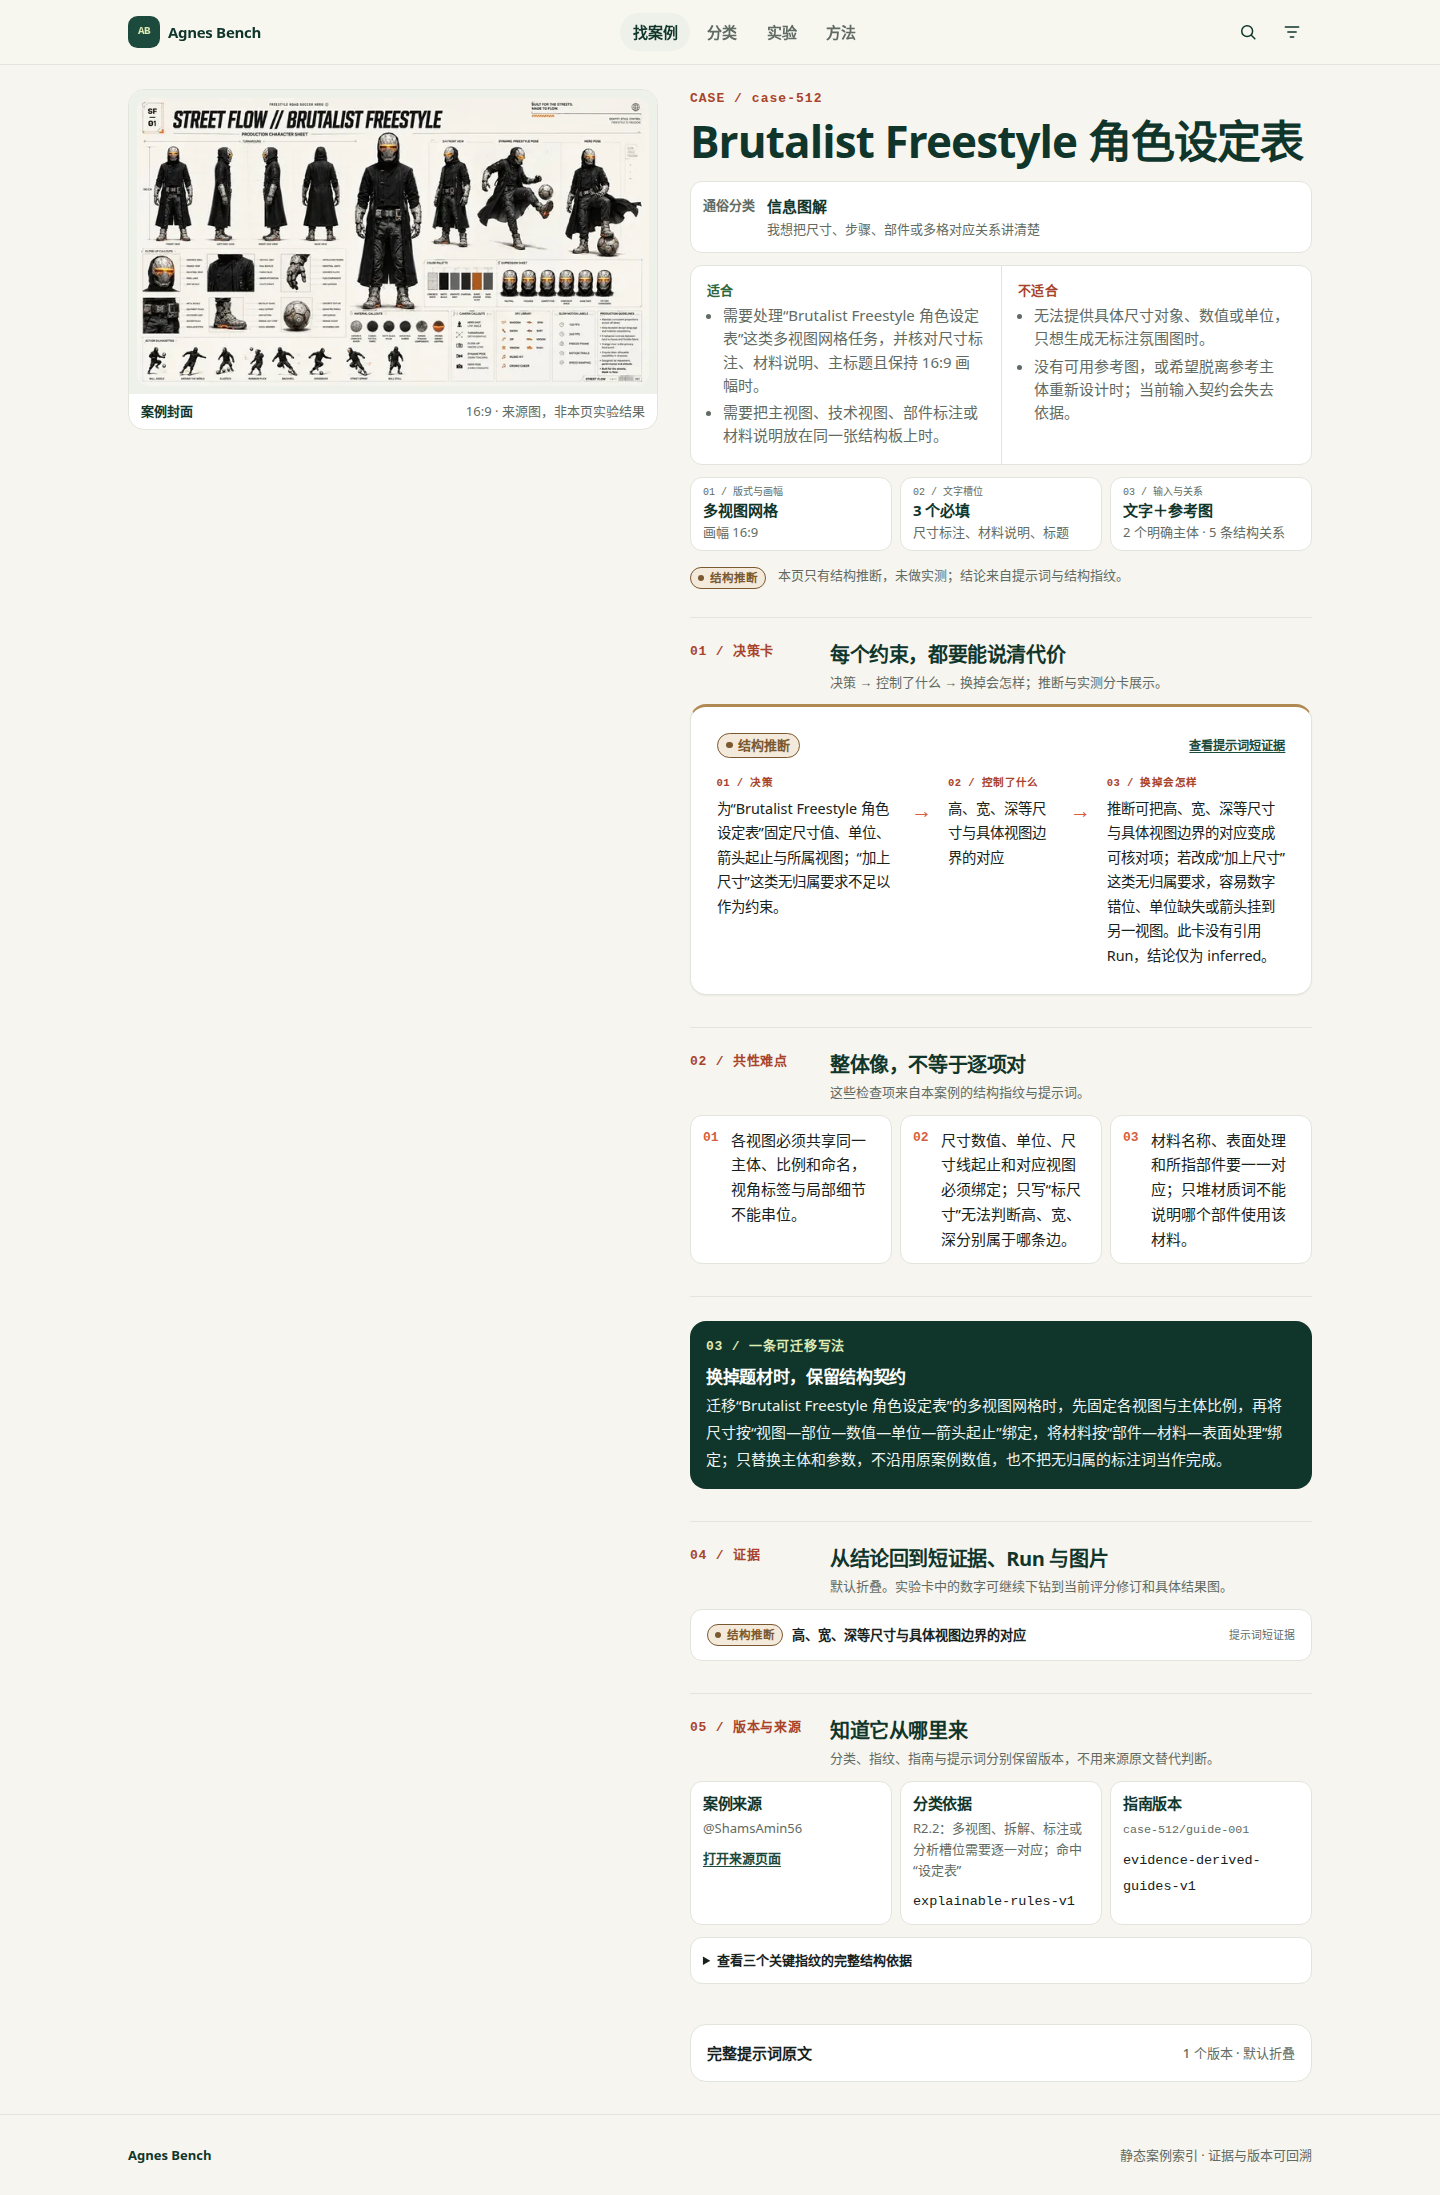 AB
Agnes Bench
找案例
分类
实验
方法
SF
01
STREET FLOW // BRUTALIST FREESTYLE
PRODUCTION CHARACTER SHEET
案例封面
16:9 · 来源图，非本页实验结果
CASE / case-512
Brutalist Freestyle 角色设定表
通俗分类
信息图解
我想把尺寸、步骤、部件或多格对应关系讲清楚
适合
需要处理“Brutalist Freestyle 角色设定
表”这类多视图网格任务，并核对尺寸标
注、材料说明、主标题且保持 16:9 画
幅时。
需要把主视图、技术视图、部件标注或
材料说明放在同一张结构板上时。
不适合
无法提供具体尺寸对象、数值或单位，
只想生成无标注氛围图时。
没有可用参考图，或希望脱离参考主
体重新设计时；当前输入契约会失去
依据。
01 / 版式与画幅
多视图网格
画幅 16:9
02 / 文字槽位
3 个必填
尺寸标注、材料说明、标题
03 / 输入与关系
文字＋参考图
2 个明确主体 · 5 条结构关系
结构推断
本页只有结构推断，未做实测；结论来自提示词与结构指纹。
01 / 决策卡
每个约束，都要能说清代价
决策 → 控制了什么 → 换掉会怎样；推断与实测分卡展示。
结构推断
查看提示词短证据
01 / 决策
为“Brutalist Freestyle 角色
设定表”固定尺寸值、单位、
箭头起止与所属视图；“加上
尺寸”这类无归属要求不足以
作为约束。
→
02 / 控制了什么
高、宽、深等尺
寸与具体视图边
界的对应
→
03 / 换掉会怎样
推断可把高、宽、深等尺寸
与具体视图边界的对应变成
可核对项；若改成“加上尺寸”
这类无归属要求，容易数字
错位、单位缺失或箭头挂到
另一视图。此卡没有引用
Run，结论仅为 inferred。
02 / 共性难点
整体像，不等于逐项对
这些检查项来自本案例的结构指纹与提示词。
01
各视图必须共享同一
主体、比例和命名，
视角标签与局部细节
不能串位。
02
尺寸数值、单位、尺
寸线起止和对应视图
必须绑定；只写“标尺
寸”无法判断高、宽、
深分别属于哪条边。
03
材料名称、表面处理
和所指部件要一一对
应；只堆材质词不能
说明哪个部件使用该
材料。
03 / 一条可迁移写法
换掉题材时，保留结构契约
迁移“Brutalist Freestyle 角色设定表”的多视图网格时，先固定各视图与主体比例，再将
尺寸按“视图—部位—数值—单位—箭头起止”绑定，将材料按“部件—材料—表面处理”绑
定；只替换主体和参数，不沿用原案例数值，也不把无归属的标注词当作完成。
04 / 证据
从结论回到短证据、Run 与图片
默认折叠。实验卡中的数字可继续下钻到当前评分修订和具体结果图。
结构推断
高、宽、深等尺寸与具体视图边界的对应
提示词短证据
05 / 版本与来源
知道它从哪里来
分类、指纹、指南与提示词分别保留版本，不用来源原文替代判断。
案例来源
@ShamsAmin56
打开来源页面
分类依据
R2.2：多视图、拆解、标注或
分析槽位需要逐一对应；命中
“设定表”
explainable-rules-v1
指南版本
case-512/guide-001
evidence-derived-
guides-v1
查看三个关键指纹的完整结构依据
完整提示词原文
1 个版本 · 默认折叠
Agnes Bench
静态案例索引 · 证据与版本可回溯